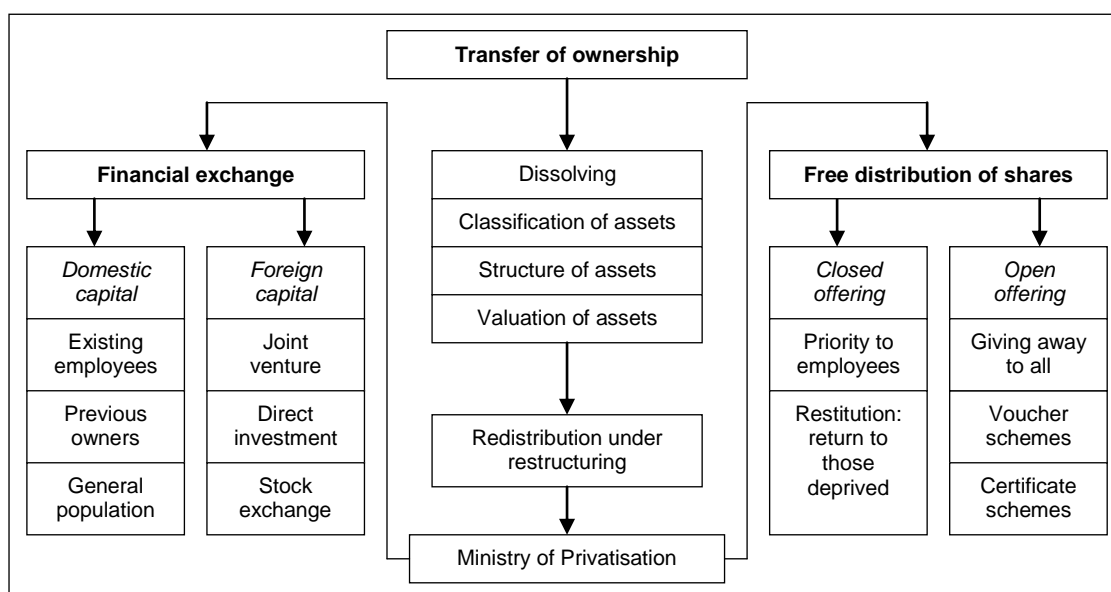 Transfer of ownership
Financial exchange
Domestic
capital
Existing
employees
Previous
owners
General
population
Foreign
capital
Joint
venture
Direct
investment
Stock
exchange
Dissolving
Classification of assets
Structure of assets
Valuation of assets
Redistribution under
restructuring
Ministry of Privatisation
Free distribution of shares
Closed
offering
Priority to
employees
Restitution:
return to
those
deprived
Open
offering
Giving away
to all
Voucher
schemes
Certificate
schemes